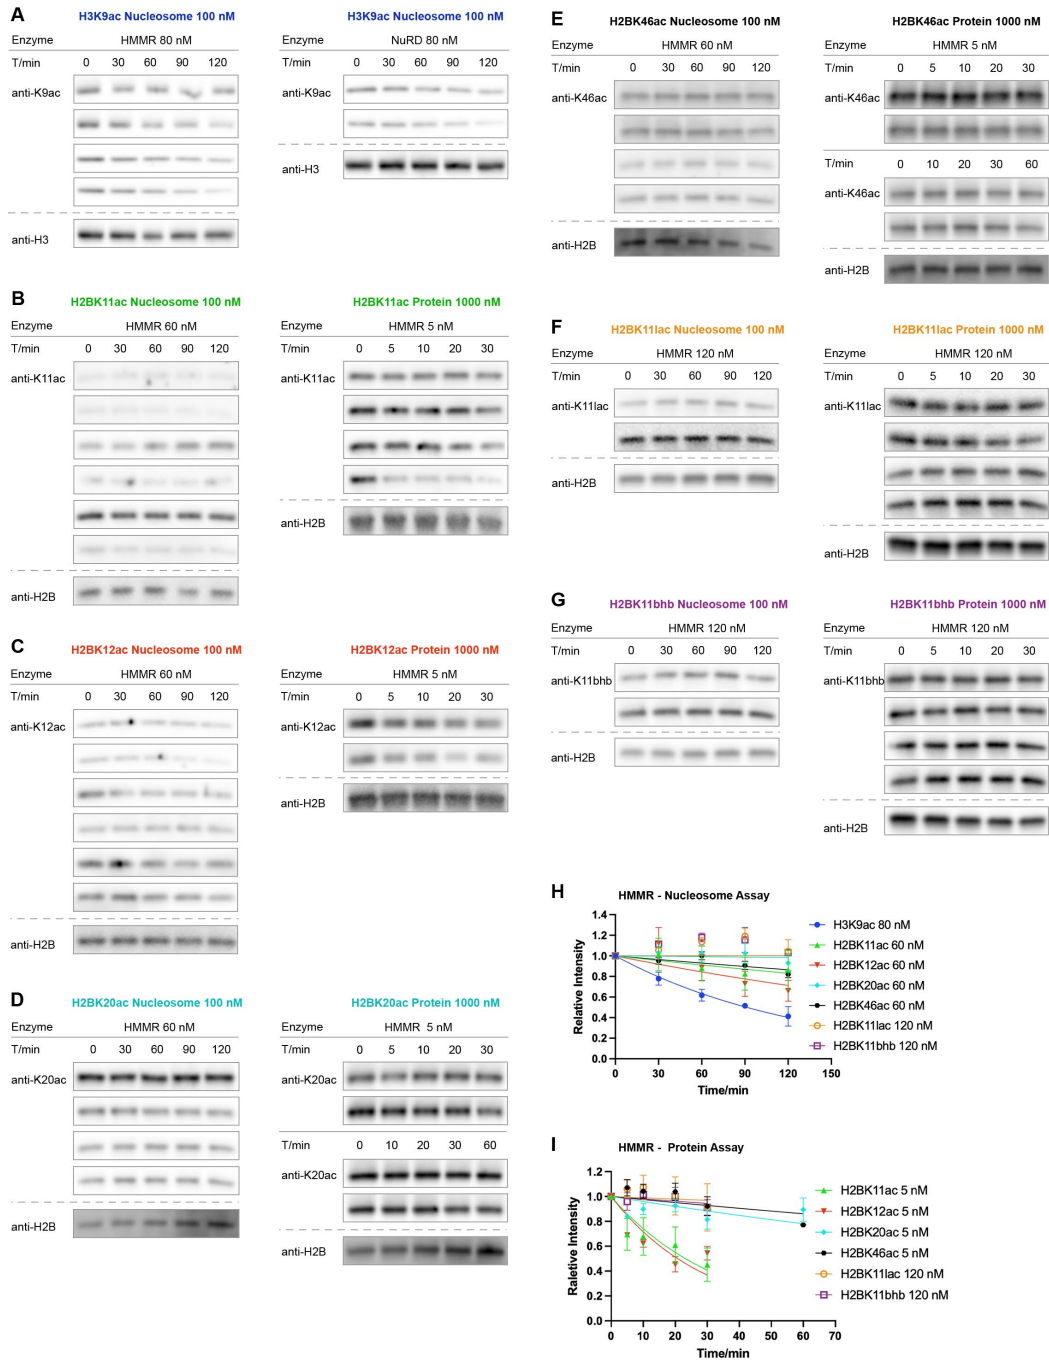 A
H3K9ac Nucleosome 100 nM
Enzyme HMMR 80 nM
T/min 0 30 60 90 120
anti-K9ac
anti-H3
H3K9ac Nucleosome 100 nM
Enzyme NuRD 80 nM
T/min 0 30 60 90 120
anti-K9ac
anti-H3
B
H2BK11ac Nucleosome 100 nM
Enzyme HMMR 60 nM
T/min 0 30 60 90 120
anti-K11ac
anti-H2B
H2BK11ac Protein 1000 nM
Enzyme HMMR 5 nM
T/min 0 5 10 20 30
anti-K11ac
anti-H2B
C
H2BK12ac Nucleosome 100 nM
Enzyme HMMR 60 nM
T/min 0 30 60 90 120
anti-K12ac
anti-H2B
H2BK12ac Protein 1000 nM
Enzyme HMMR 5 nM
T/min 0 5 10 20 30
anti-K12ac
anti-H2B
D
H2BK20ac Nucleosome 100 nM
Enzyme HMMR 60 nM
T/min 0 30 60 90 120
anti-K20ac
anti-H2B
H2BK20ac Protein 1000 nM
Enzyme HMMR 5 nM
T/min 0 5 10 20 30
anti-K20ac
T/min 0 10 20 30 60
anti-K20ac
anti-H2B
E
H2BK46ac Nucleosome 100 nM
Enzyme HMMR 60 nM
T/min 0 30 60 90 120
anti-K46ac
anti-H2B
H2BK46ac Protein 1000 nM
Enzyme HMMR 5 nM
T/min 0 5 10 20 30
anti-K46ac
T/min 0 10 20 30 60
anti-K46ac
anti-H2B
F
H2BK11lac Nucleosome 100 nM
Enzyme HMMR 120 nM
T/min 0 30 60 90 120
anti-K11lac
anti-H2B
H2BK11lac Protein 1000 nM
Enzyme HMMR 120 nM
T/min 0 5 10 20 30
anti-K11lac
anti-H2B
G
H2BK11bhb Nucleosome 100 nM
Enzyme HMMR 120 nM
T/min 0 30 60 90 120
anti-K11bhb
anti-H2B
H2BK11bhb Protein 1000 nM
Enzyme HMMR 120 nM
T/min 0 5 10 20 30
anti-K11bhb
anti-H2B
H
HMMR - Nucleosome Assay
Relative Intensity
1.4
1.2
1.0
0.8
0.6
0.4
0.2
0.0
0 30 60 90 120 150
Time/min
H3K9ac 80 nM
H2BK11ac 60 nM
H2BK12ac 60 nM
H2BK20ac 60 nM
H2BK46ac 60 nM
H2BK11lac 120 nM
H2BK11bhb 120 nM
I
HMMR - Protein Assay
Raletive Intensity
1.2
1.0
0.8
0.6
0.4
0.2
0.0
0 10 20 30 40 50 60 70
Time/min
H2BK11ac 5 nM
H2BK12ac 5 nM
H2BK20ac 5 nM
H2BK46ac 5 nM
H2BK11lac 120 nM
H2BK11bhb 120 nM